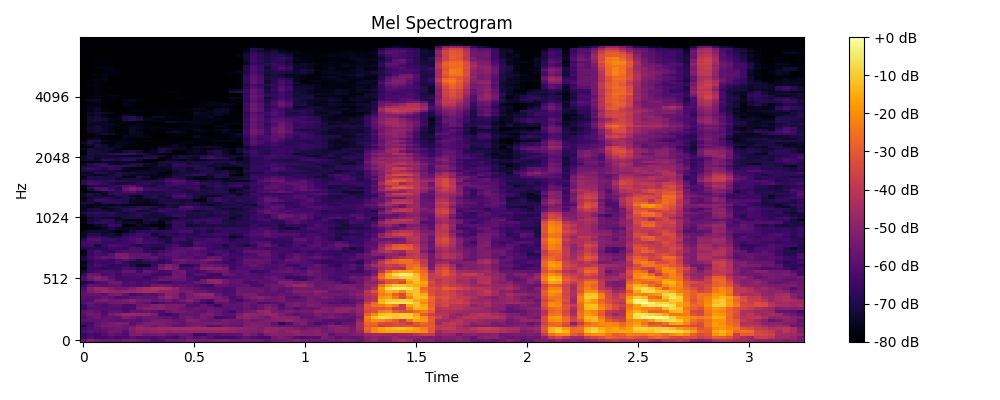 Mel Spectrogram
Hz
4096
2048
1024
512
0
0 0.5 1 1.5 2 2.5 3
Time
+0 dB
-10 dB
-20 dB
-30 dB
-40 dB
-50 dB
-60 dB
-70 dB
-80 dB